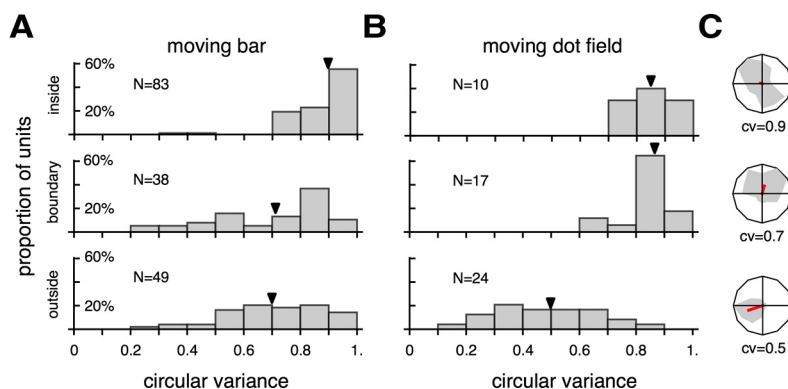 A
B
C
moving bar
moving dot field
proportion of units
inside
60%
20%
N=83
N=10
cv=0.9
boundary
60%
20%
N=38
N=17
cv=0.7
outside
60%
20%
N=49
N=24
cv=0.5
0 0.2 0.4 0.6 0.8 1.
0 0.2 0.4 0.6 0.8 1.
circular variance
circular variance